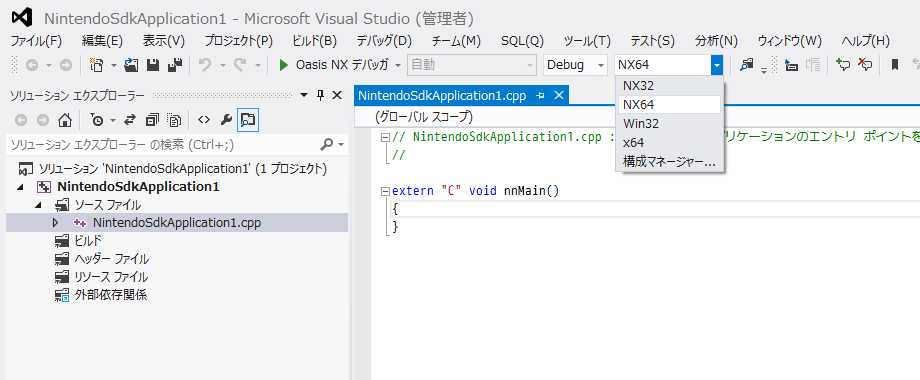 NintendoSdkApplication1 - Microsoft Visual Studio (管理者)
ファイル(F) 編集(E) 表示(V) プロジェクト(P) ビルド(B) デバッグ(D) チーム(M) SQL(Q) ツール(T) テスト(S) 分析(N) ウィンドウ(W) ヘルプ(H)
Oasis NX デバッガ 自動 Debug NX64
NX32
NX64
Win32
x64
構成マネージャー...
ソリューション エクスプローラー
ソリューション エクスプローラー の検索 (Ctrl+;)
ソリューション 'NintendoSdkApplication1' (1 プロジェクト)
NintendoSdkApplication1
ソース ファイル
NintendoSdkApplication1.cpp
ビルド
ヘッダー ファイル
リソース ファイル
外部依存関係
NintendoSdkApplication1.cpp
(グローバル スコープ)
// NintendoSdkApplication1.cpp : プリケーションのエントリ ポイントを
//
extern "C" void nnMain()
{
}